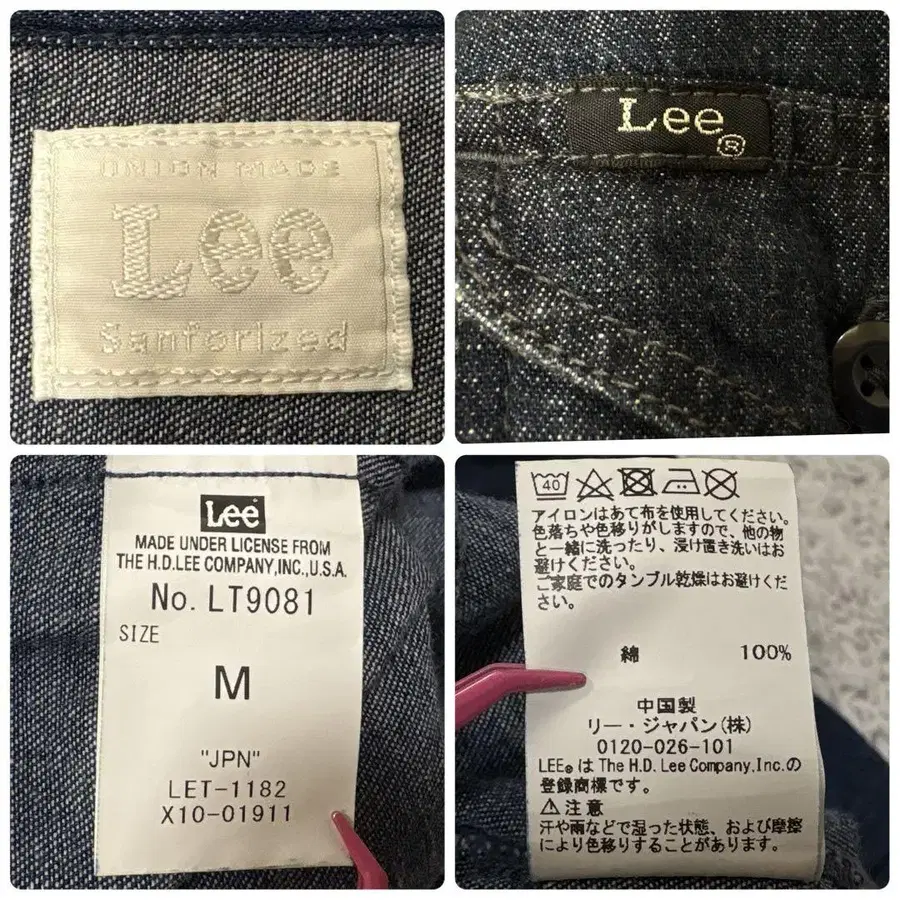 UNION MADE
Lee
Sanforized
Lee
®
Lee®
MADE UNDER LICENSE FROM
THE H.D.LEE COMPANY,INC.,U.S.A.
No. LT9081
SIZE
M
"JPN"
LET-1182
X10-01911
40
アイロンはあて布を使用してください。
色落ちや色移りがしますので、他の物
と一緒に洗ったり、浸け置き洗いはお
避けください。
ご家庭でのタンブル乾燥はお避けくだ
さい。
綿 100%
中国製
リー・ジャパン(株)
0120-026-101
LEE®は The H.D. Lee Company,Inc.の
登録商標です。
⚠注意
汗や雨などで湿った状態、および摩擦
により色移りすることがあります。